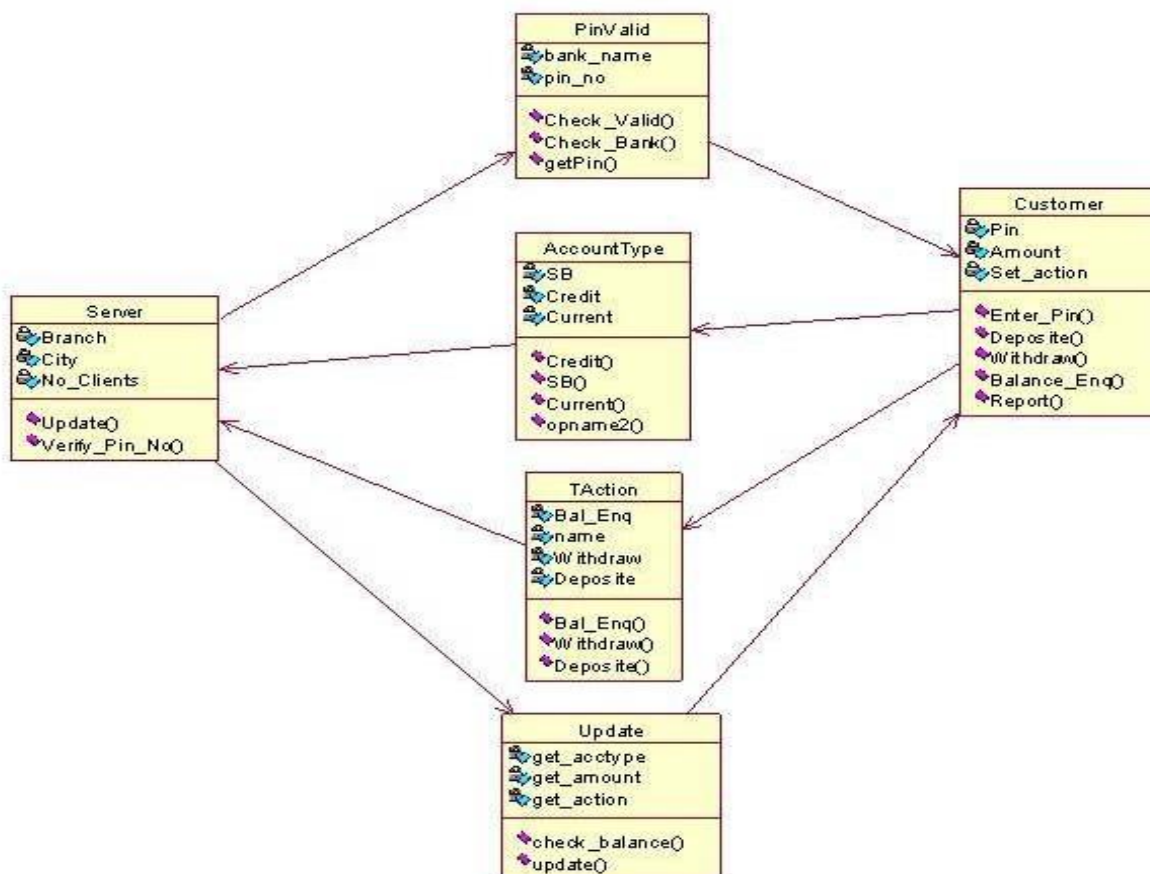 PinValid
bank_name
pin_no
Check_Valid()
Check_Bank()
getPin()
Customer
Pin
Amount
Set_action
Enter_Pin()
Deposite()
Withdraw()
Balance_Enq()
Report()
AccountType
SB
Credit
Current
Credit()
SB()
Current()
opname2()
Server
Branch
City
No_Clients
Update()
Verify_Pin_No()
TAction
Bal_Enq
name
Withdraw
Deposite
Bal_Enq()
Withdraw()
Deposite()
Update
get_acctype
get_amount
get_action
check_balance()
update()